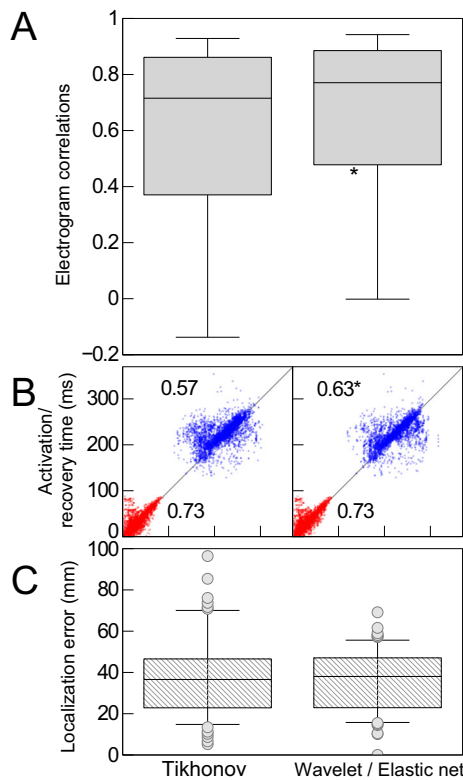 A
Electrogram correlations
1
0.8
0.6
0.4
0.2
0
−0.2
*
B
Activation/
recovery time (ms)
300
200
100
0
0.57
0.73
0.63*
0.73
C
Localization error (mm)
100
80
60
40
20
0
Tikhonov
Wavelet / Elastic net